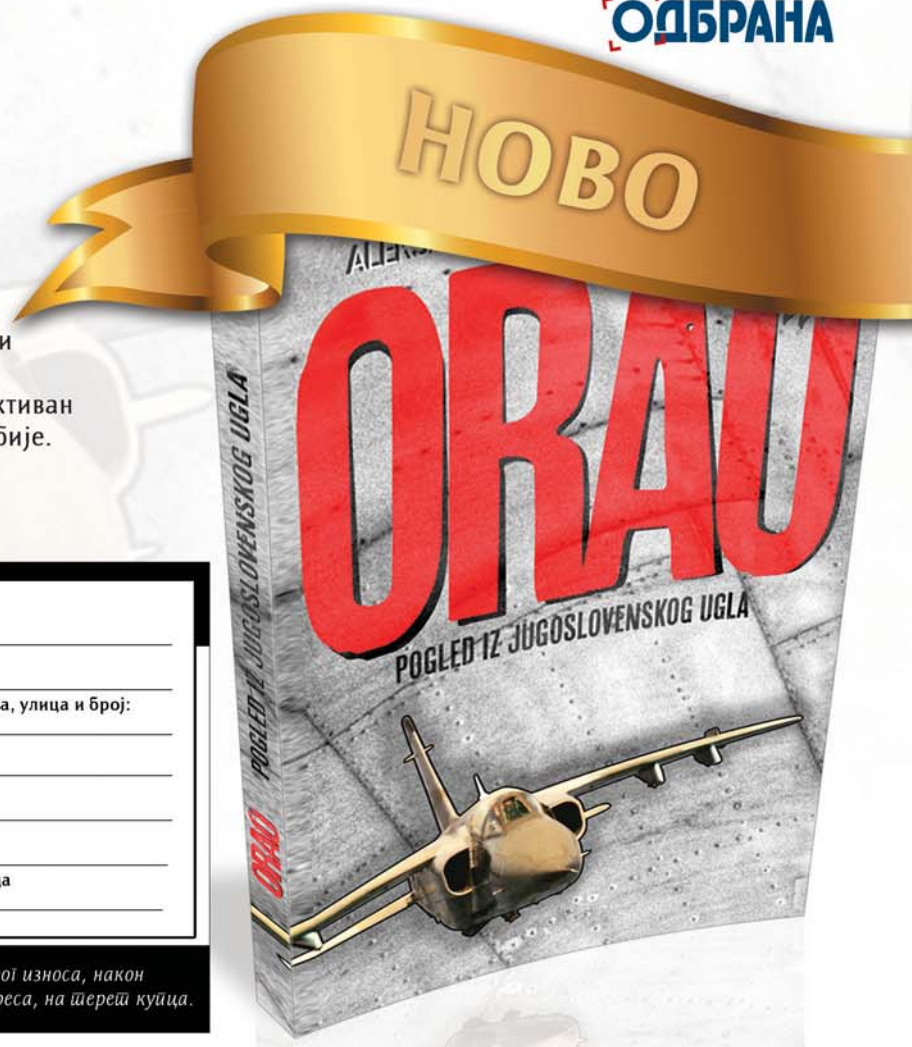 ОДБРАНА
НОВО
и
ктиван
бије.
ORAO
POGLED IZ JUGOSLOVENSKOG UGLA
POGLED IZ JUGOSLOVENSKOG UGLA
ORAO
а, улица и број:
ца
ог износа, након
реса, на терет купца.